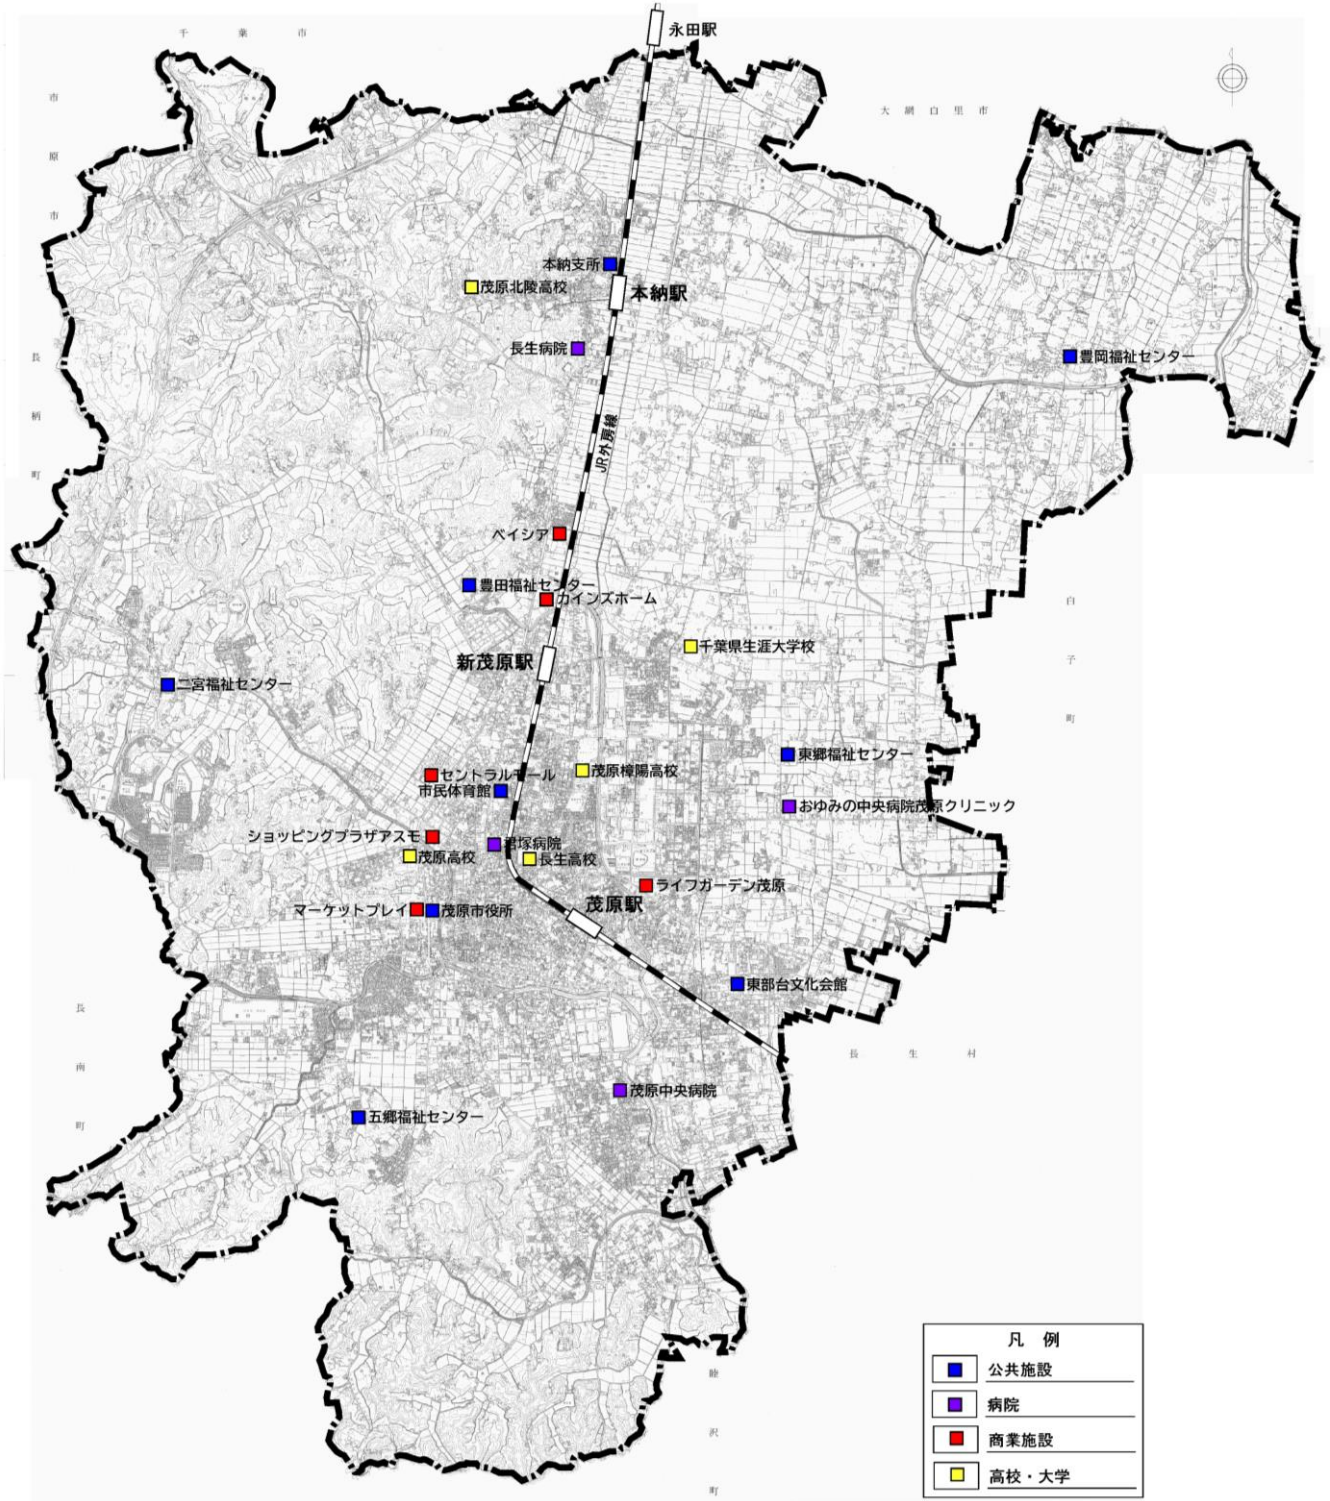 永田駅
千葉市
大網白里市
市原市
本納支所
茂原北陵高校
本納駅
長生病院
豊岡福祉センター
長柄町
JR外房線
ベイシア
豊田福祉センター
カインズホーム
白子町
千葉県生涯大学校
新茂原駅
二宮福祉センター
東郷福祉センター
茂原樟陽高校
セントラルモール
市民体育館
おゆみの中央病院茂原クリニック
ショッピングプラザアスモ
君塚病院
茂原高校
長生高校
ライフガーデン茂原
茂原駅
マーケットプレイ
茂原市役所
東部台文化会館
長南町
長生村
茂原中央病院
五郷福祉センター
睦沢町
凡例
公共施設
病院
商業施設
高校・大学